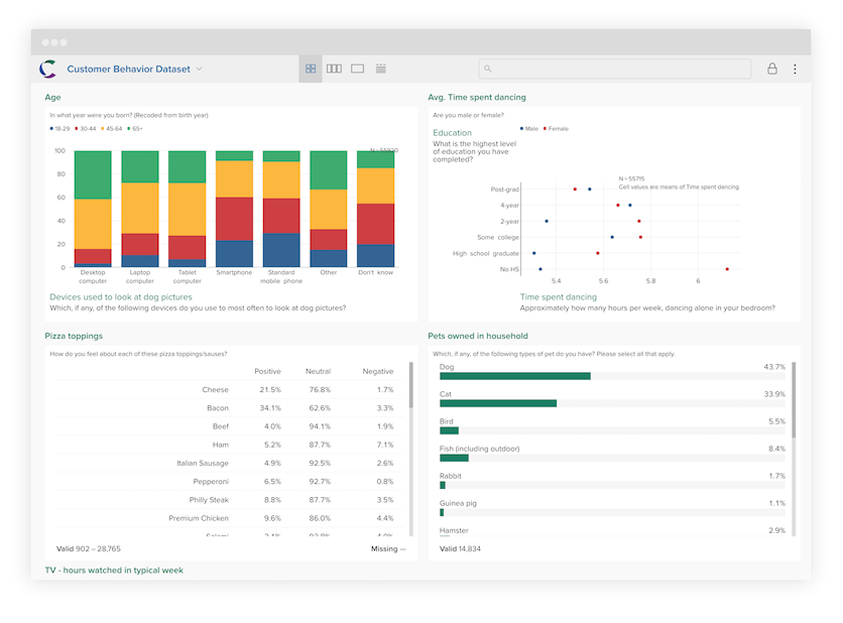 Customer Behavior Dataset
Age
In what year were you born? (Recoded from birth year)
18-29 30-44 45-64 65+
N = 55920
100
80
60
40
20
0
Desktop computer
Laptop computer
Tablet computer
Smartphone
Standard mobile phone
Other
Don't know
Devices used to look at dog pictures
Which, if any, of the following devices do you use to most often to look at dog pictures?
Avg. Time spent dancing
Are you male or female?
Male Female
Education
What is the highest level
of education you have
completed?
N = 55715
Cell values are means of Time spent dancing
Post-grad
4-year
2-year
Some college
High school graduate
No HS
5.4 5.6 5.8 6
Time spent dancing
Approximately how many hours per week, dancing alone in your bedroom?
Pizza toppings
How do you feel about each of these pizza toppings/sauses?
Positive Neutral Negative
Cheese 21.5% 76.8% 1.7%
Bacon 34.1% 62.6% 3.3%
Beef 4.0% 94.1% 1.9%
Ham 5.2% 87.7% 7.1%
Italian Sausage 4.9% 92.5% 2.6%
Pepperoni 6.5% 92.7% 0.8%
Philly Steak 8.8% 87.7% 3.5%
Premium Chicken 9.6% 86.0% 4.4%
Valid 902 – 28,765 Missing —
Pets owned in household
Which, if any, of the following types of pet do you have? Please select all that apply.
Dog 43.7%
Cat 33.9%
Bird 5.5%
Fish (including outdoor) 8.4%
Rabbit 1.7%
Guinea pig 1.1%
Hamster 2.9%
Valid 14,834
TV - hours watched in typical week